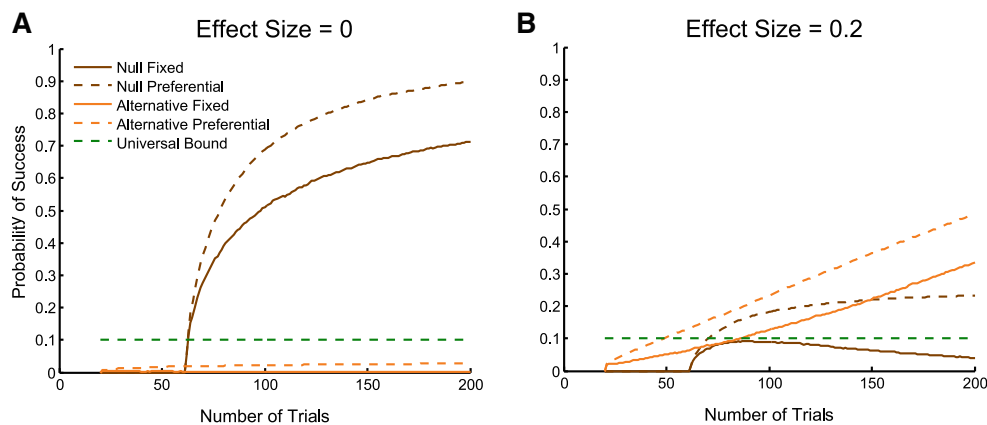 A
Effect Size = 0
1
0.9
0.8
0.7
0.6
0.5
0.4
0.3
0.2
0.1
0
Probability of Success
Null Fixed
Null Preferential
Alternative Fixed
Alternative Preferential
Universal Bound
0 50 100 150 200
Number of Trials
B
Effect Size = 0.2
1
0.9
0.8
0.7
0.6
0.5
0.4
0.3
0.2
0.1
0
0 50 100 150 200
Number of Trials